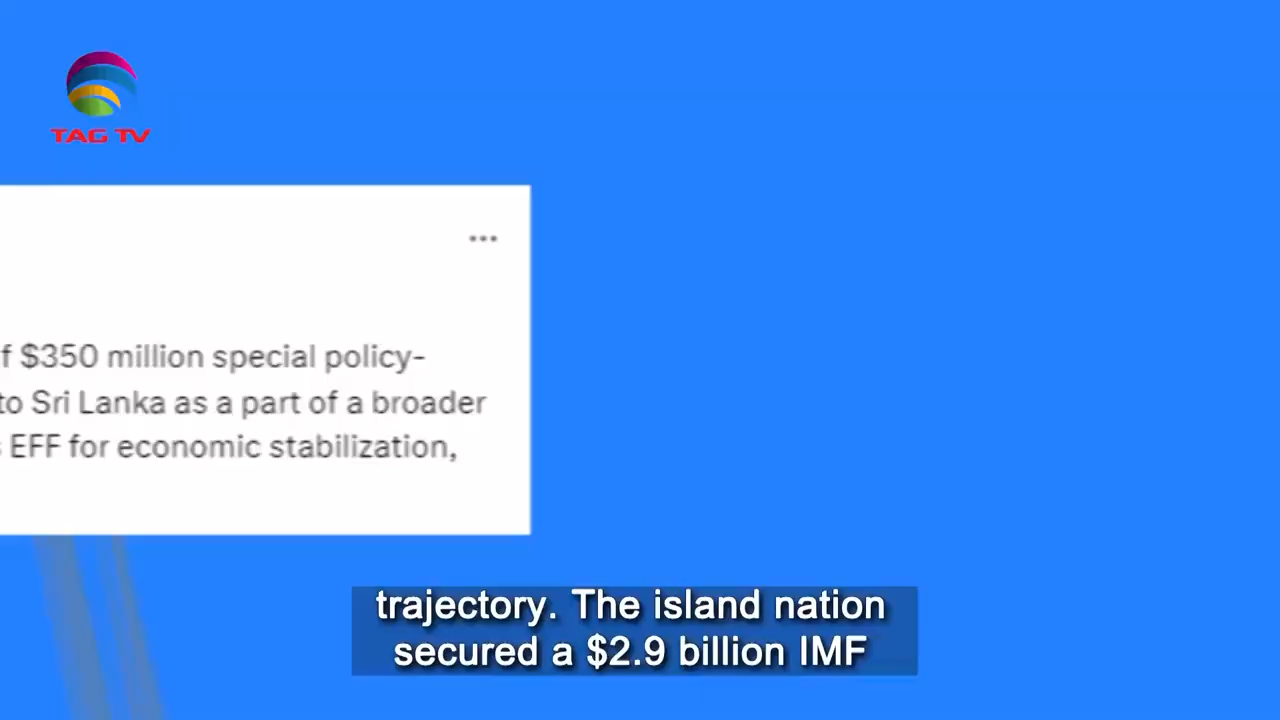 TAG TV
f $350 million special policy-
to Sri Lanka as a part of a broader
EFF for economic stabilization,
trajectory. The island nation
secured a $2.9 billion IMF